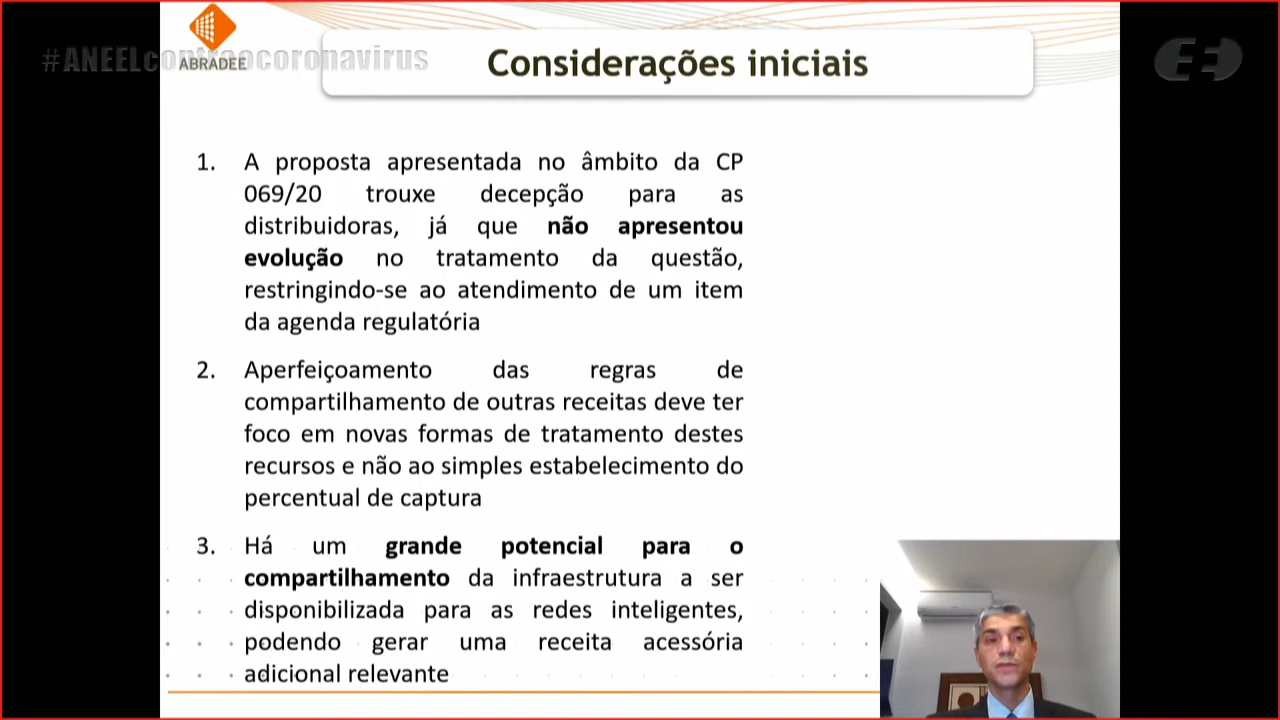 #ANEELcontraocoronavirus
ABRADEE
Considerações iniciais
1. A proposta apresentada no âmbito da CP
069/20 trouxe decepção para as
distribuidoras, já que não apresentou
evolução no tratamento da questão,
restringindo-se ao atendimento de um item
da agenda regulatória
2. Aperfeiçoamento das regras de
compartilhamento de outras receitas deve ter
foco em novas formas de tratamento destes
recursos e não ao simples estabelecimento do
percentual de captura
3. Há um grande potencial para o
compartilhamento da infraestrutura a ser
disponibilizada para as redes inteligentes,
podendo gerar uma receita acessória
adicional relevante